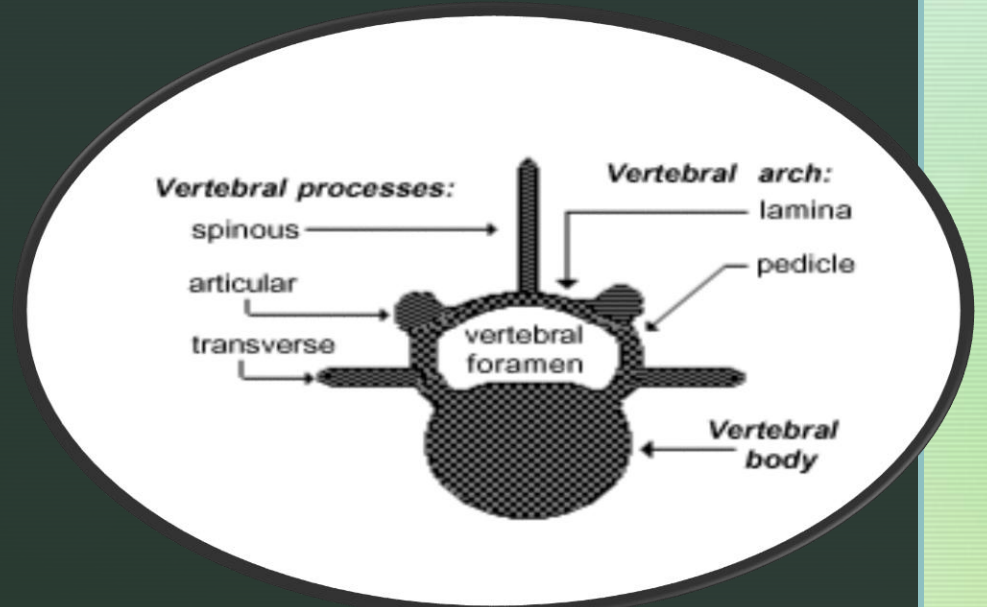 Vertebral processes:
spinous
articular
transverse
Vertebral arch:
lamina
pedicle
vertebral
foramen
Vertebral
body